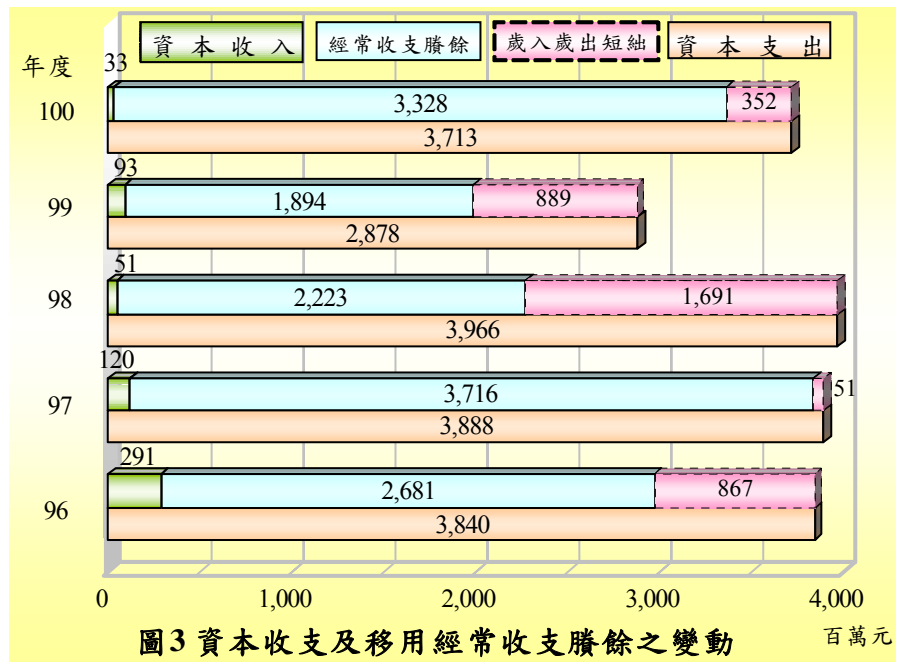 資本收入 經常收支賸餘 歲入歲出短絀 資本支出
年度
33
100 3,328 352
3,713
93
99 1,894 889
2,878
51
98 2,223 1,691
3,966
120
97 3,716 51
3,888
291
96 2,681 867
3,840
0 1,000 2,000 3,000 4,000
圖3 資本收支及移用經常收支賸餘之變動 百萬元